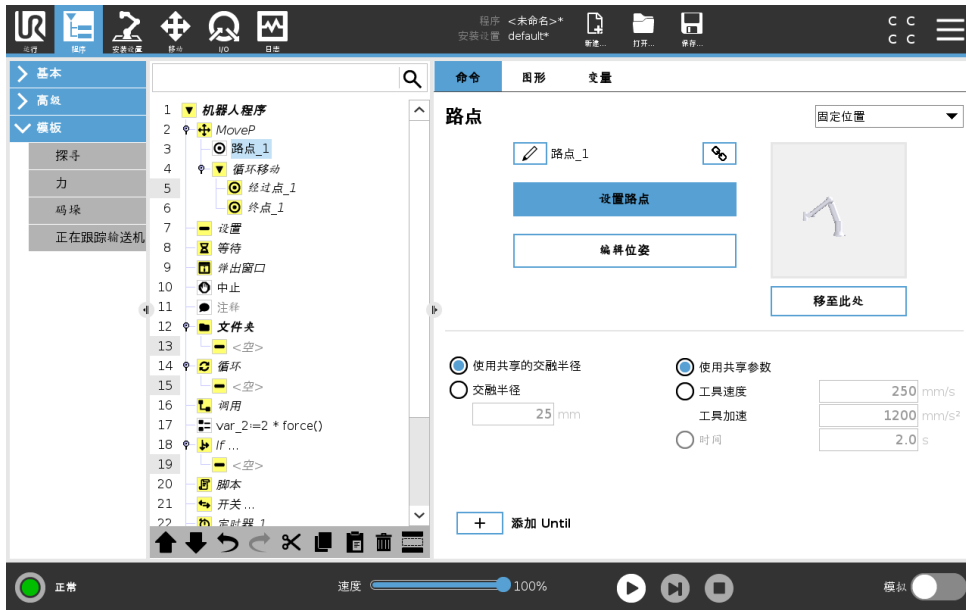 UR
运行
程序
安装设置
移动
I/O
日志
程序 <未命名>*
安装设置 default*
新建...
打开...
保存...
C C
C C
基本
高级
模板
探寻
力
码垛
正在跟踪输送机
1 机器人程序
2 MoveP
3 路点_1
4 循环移动
5 经过点_1
6 终点_1
7 设置
8 等待
9 弹出窗口
10 中止
11 注释
12 文件夹
13 <空>
14 循环
15 <空>
16 调用
17 var_2≔2 * force()
18 If ...
19 <空>
20 脚本
21 开关 ...
22 定时器_1
命令 图形 变量
路点
固定位置
路点_1
设置路点
编辑位姿
移至此处
使用共享的交融半径
交融半径
25 mm
使用共享参数
工具速度 250 mm/s
工具加速 1200 mm/s²
时间 2.0 s
+ 添加 Until
正常
速度 100%
模拟